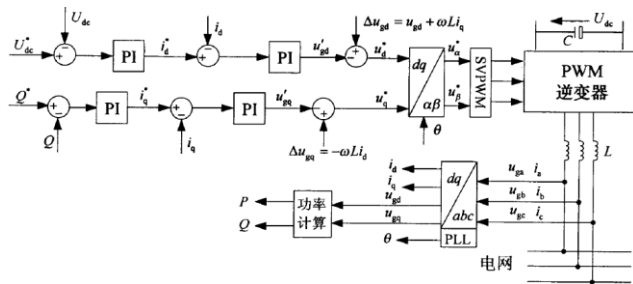 U_dc
i_d
Δu_gd = u_gd + ωLi_q
U_dc
C
U*_dc
PI
i*_d
PI
u'_gd
u*_d
dq
αβ
u*_α
u*_β
SVPWM
PWM
逆变器
Q*
PI
i*_q
PI
u'_gq
u*_q
Q
i_q
Δu_gq = −ωLi_d
θ
L
i_d
i_q
u_gd
u_gq
dq
abc
u_ga i_a
u_gb i_b
u_gc i_c
P
Q
功率
计算
θ
PLL
电网